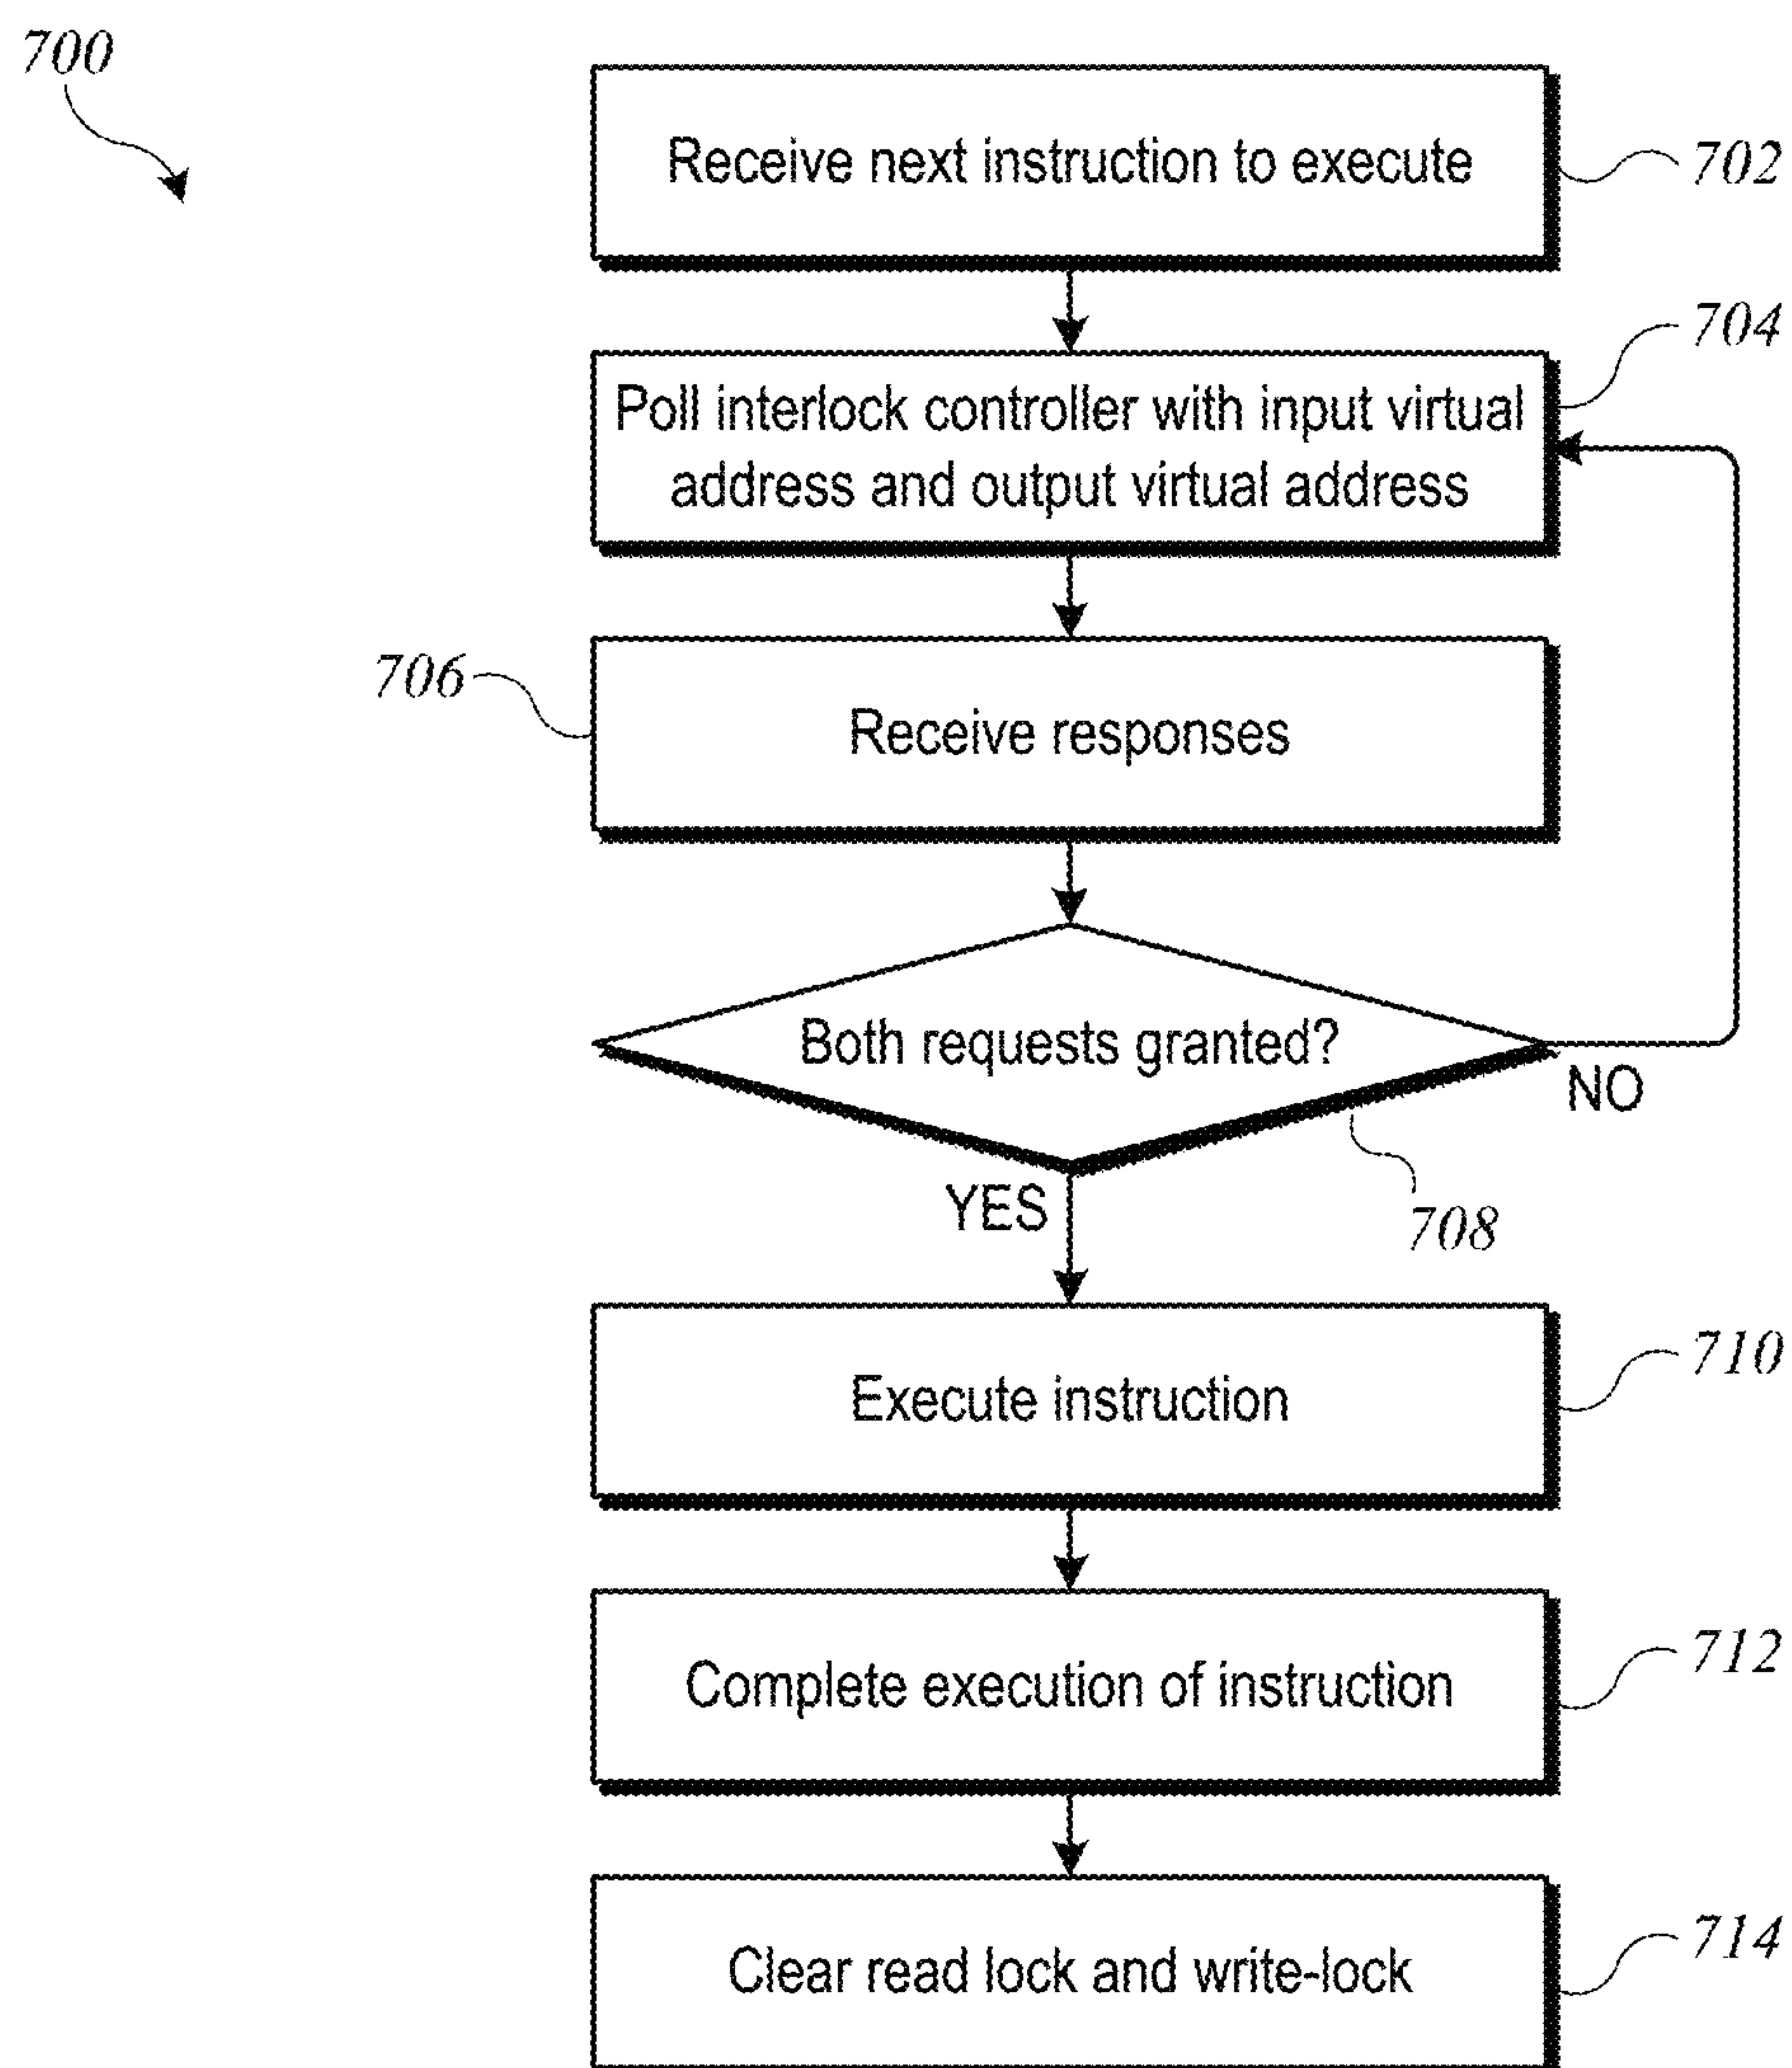 700
Receive next instruction to execute
702
704
Poll interlock controller with input virtual
address and output virtual address
706
Receive responses
Both requests granted?
NO
YES
708
Execute instruction
710
Complete execution of instruction
712
Clear read lock and write-lock
714